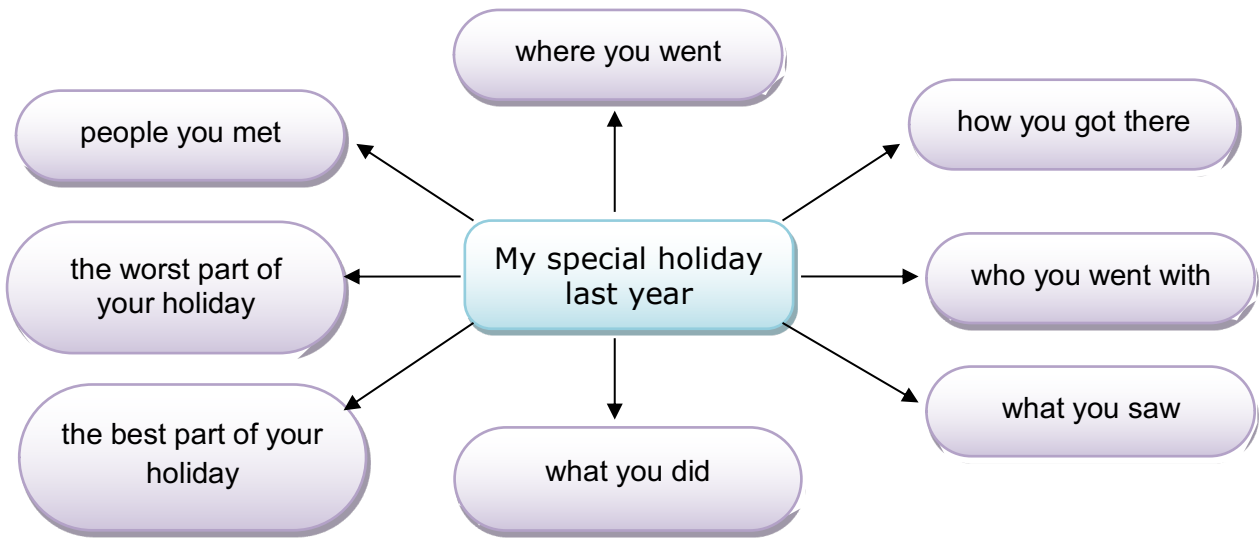 where you went
how you got there
people you met
My special holiday
last year
who you went with
the worst part of
your holiday
what you saw
the best part of your
holiday
what you did